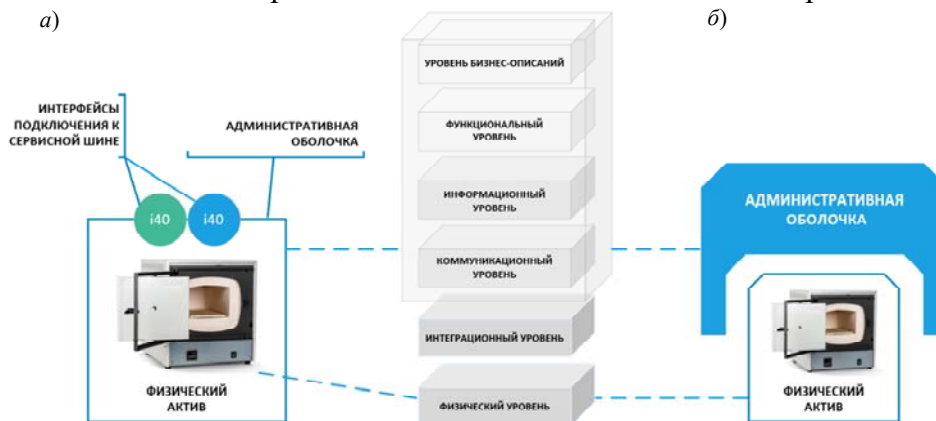 а)
б)
ИНТЕРФЕЙСЫ
ПОДКЛЮЧЕНИЯ К
СЕРВИСНОЙ ШИНЕ
АДМИНИСТРАТИВНАЯ
ОБОЛОЧКА
i40
i40
ФИЗИЧЕСКИЙ
АКТИВ
УРОВЕНЬ БИЗНЕС-ОПИСАНИЙ
ФУНКЦИОНАЛЬНЫЙ
УРОВЕНЬ
ИНФОРМАЦИОННЫЙ
УРОВЕНЬ
КОММУНИКАЦИОННЫЙ
УРОВЕНЬ
ИНТЕГРАЦИОННЫЙ УРОВЕНЬ
ФИЗИЧЕСКИЙ УРОВЕНЬ
АДМИНИСТРАТИВНАЯ
ОБОЛОЧКА
ФИЗИЧЕСКИЙ
АКТИВ